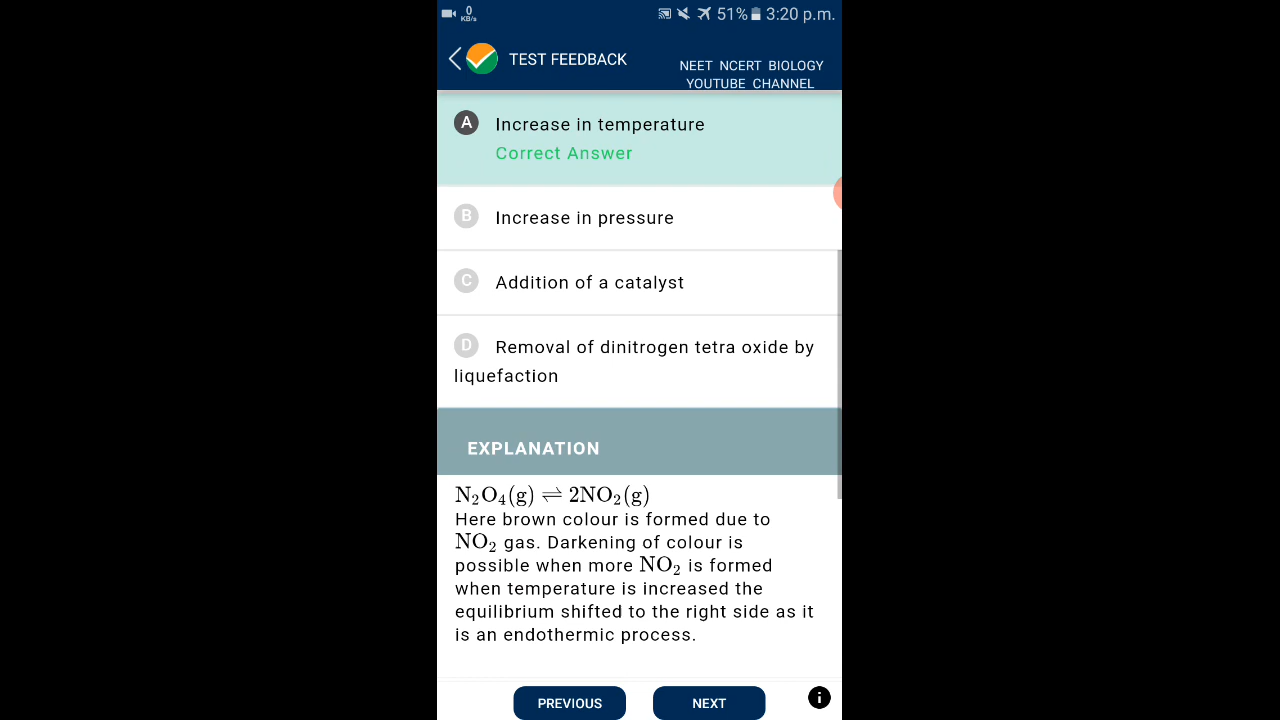 0
KB/s
51% 3:20 p.m.
TEST FEEDBACK
NEET NCERT BIOLOGY
YOUTUBE CHANNEL
A Increase in temperature
Correct Answer
B Increase in pressure
C Addition of a catalyst
D Removal of dinitrogen tetra oxide by
liquefaction
EXPLANATION
N₂O₄(g) ⇌ 2NO₂(g)
Here brown colour is formed due to
NO₂ gas. Darkening of colour is
possible when more NO₂ is formed
when temperature is increased the
equilibrium shifted to the right side as it
is an endothermic process.
PREVIOUS NEXT i